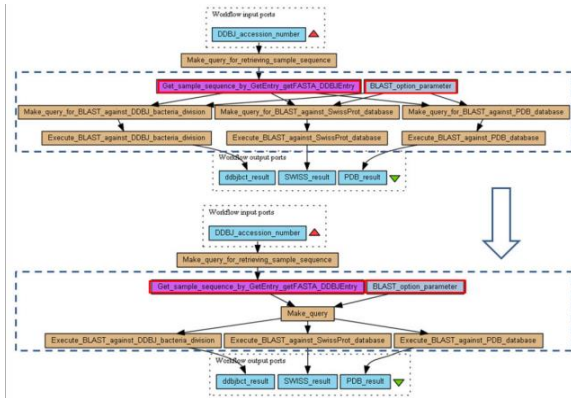 Workflow input ports
DDBJ_accession_number
Make_query_for_retrieving_sample_sequence
Get_sample_sequence_by_GetEntry_getFASTA_DDBJEntry BLAST_option_parameter
Make_query_for_BLAST_against_DDBJ_bacteria_division Make_query_for_BLAST_against_SwissProt_database Make_query_for_BLAST_against_PDB_database
Execute_BLAST_against_DDBJ_bacteria_division Execute_BLAST_against_SwissProt_database Execute_BLAST_against_PDB_database
Workflow output ports
ddbjbct_result SWISS_result PDB_result
Workflow input ports
DDBJ_accession_number
Make_query_for_retrieving_sample_sequence
Get_sample_sequence_by_GetEntry_getFASTA_DDBJEntry BLAST_option_parameter
Make_query
Execute_BLAST_against_DDBJ_bacteria_division Execute_BLAST_against_SwissProt_database Execute_BLAST_against_PDB_database
Workflow output ports
ddbjbct_result SWISS_result PDB_result